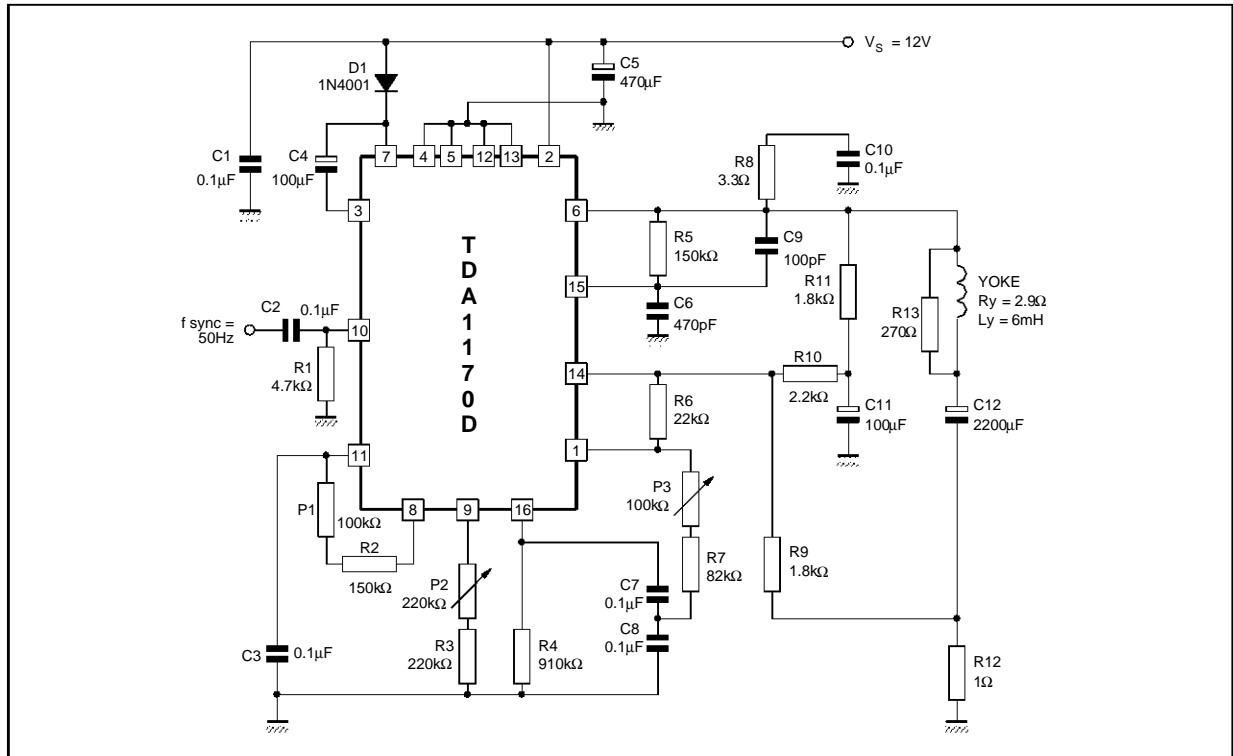 V_S = 12V
D1
1N4001
C5
470µF
C1
0.1µF
C4
100µF
7
4
5
12
13
2
R8
3.3Ω
C10
0.1µF
3
6
R5
150kΩ
C9
100pF
R11
1.8kΩ
YOKE
Ry = 2.9Ω
Ly = 6mH
R13
270Ω
TDA1170D
15
C6
470pF
C2
0.1µF
f sync =
50Hz
10
R1
4.7kΩ
14
R10
2.2kΩ
R6
22kΩ
C11
100µF
C12
2200µF
11
1
P3
100kΩ
P1
100kΩ
8
9
16
R2
150kΩ
R7
82kΩ
R9
1.8kΩ
P2
220kΩ
C7
0.1µF
C3
0.1µF
R3
220kΩ
R4
910kΩ
C8
0.1µF
R12
1Ω